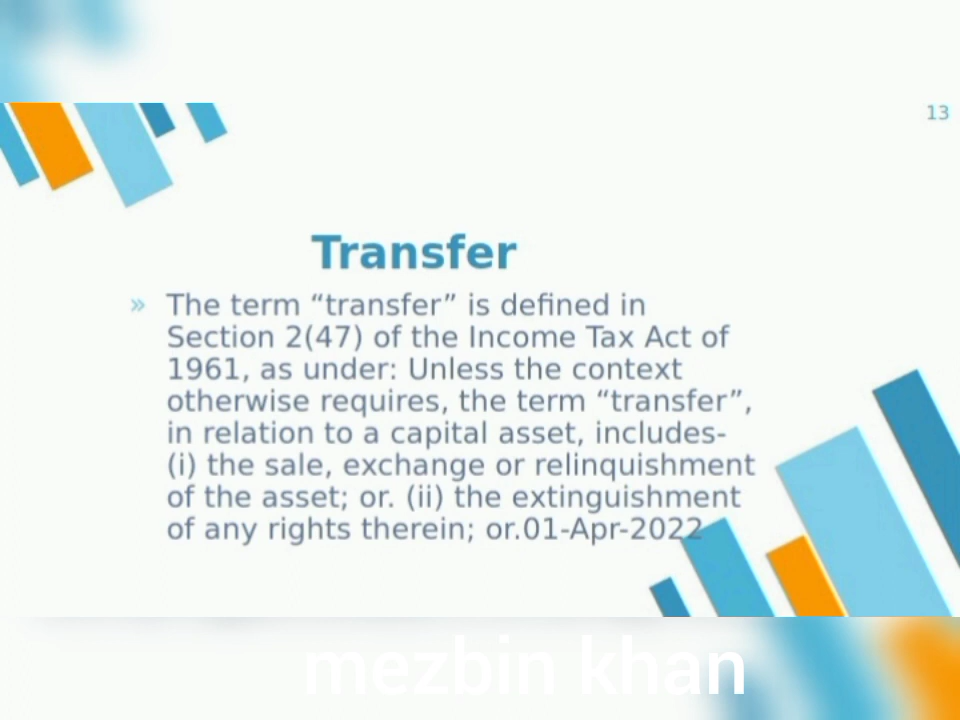 13
Transfer
» The term “transfer” is defined in
Section 2(47) of the Income Tax Act of
1961, as under: Unless the context
otherwise requires, the term “transfer”,
in relation to a capital asset, includes-
(i) the sale, exchange or relinquishment
of the asset; or. (ii) the extinguishment
of any rights therein; or.01-Apr-2022
mezbin khan